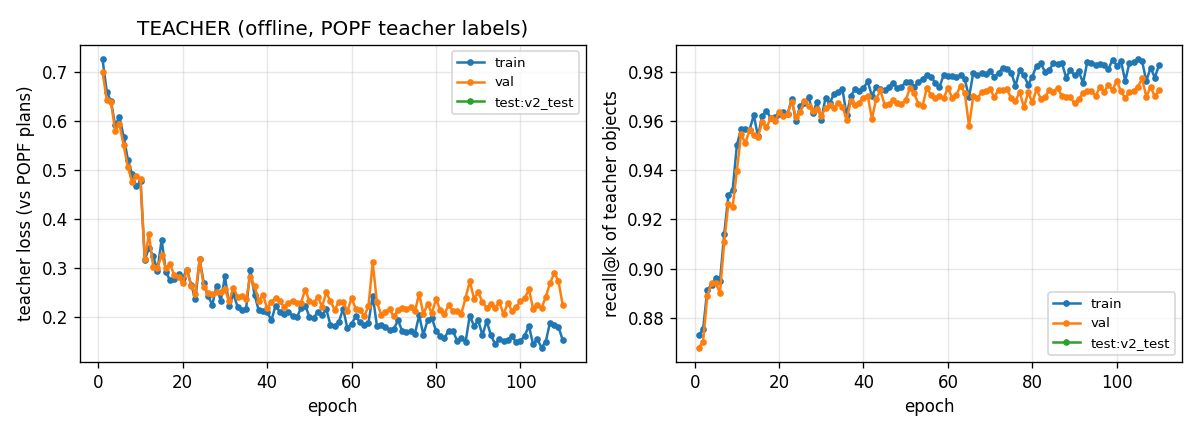 TEACHER (offline, POPF teacher labels)
teacher loss (vs POPF plans)
0.7
0.6
0.5
0.4
0.3
0.2
0
20
40
60
80
100
epoch
train
val
test:v2_test
recall@k of teacher objects
0.98
0.96
0.94
0.92
0.90
0.88
0
20
40
60
80
100
epoch
train
val
test:v2_test